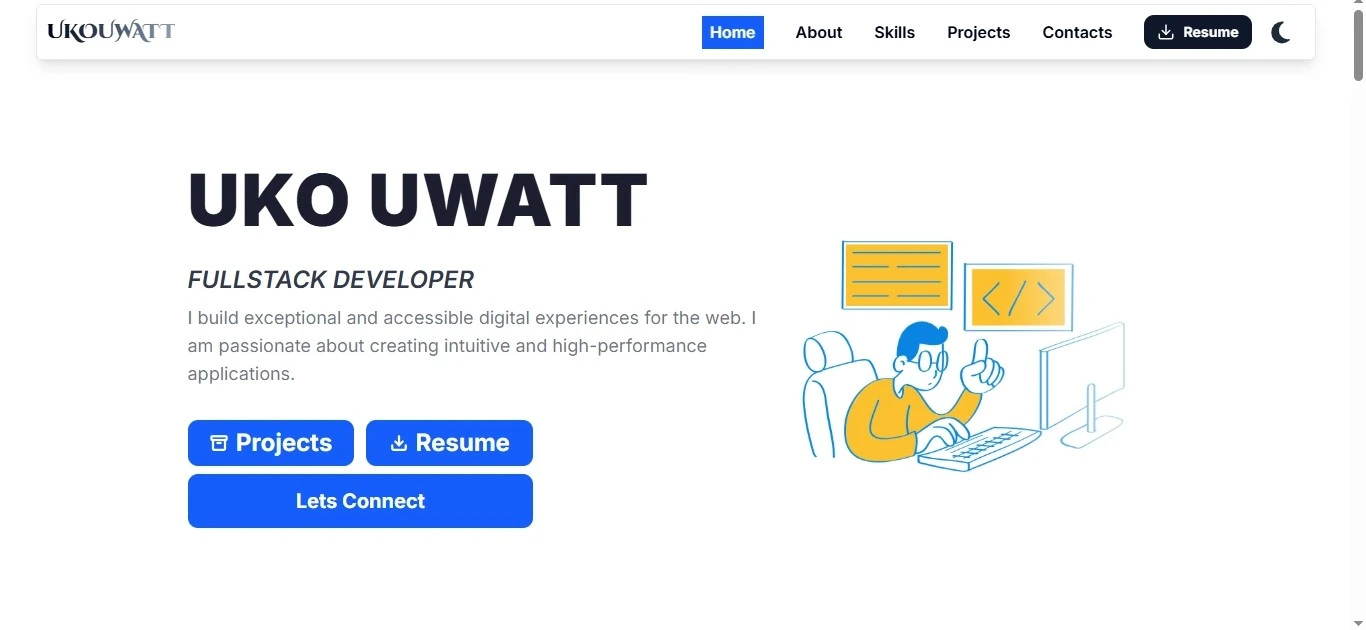 UKOUWATT
Home About Skills Projects Contacts Resume
UKO UWATT
FULLSTACK DEVELOPER
I build exceptional and accessible digital experiences for the web. I
am passionate about creating intuitive and high-performance
applications.
</>
Projects Resume
Lets Connect